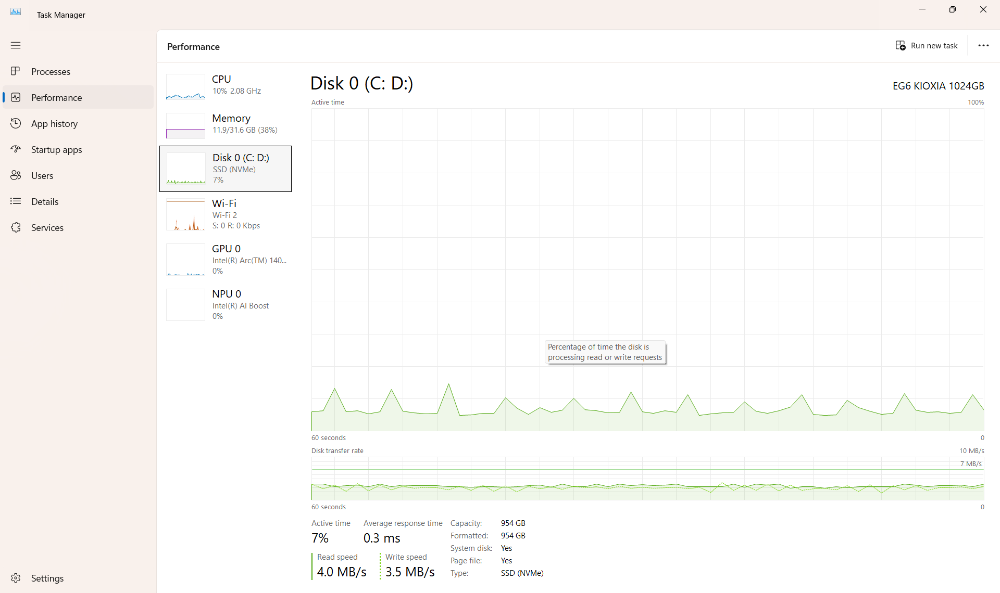 Task Manager
Processes
Performance
App history
Startup apps
Users
Details
Services
Settings
Performance
Run new task
CPU
10% 2.08 GHz
Memory
11.9/31.6 GB (38%)
Disk 0 (C: D:)
SSD (NVMe)
7%
Wi-Fi
Wi-Fi 2
S: 0 R: 0 Kbps
GPU 0
Intel(R) Arc(TM) 140...
0%
NPU 0
Intel(R) AI Boost
0%
Disk 0 (C: D:)
EG6 KIOXIA 1024GB
Active time
100%
Percentage of time the disk is
processing read or write requests
60 seconds
0
Disk transfer rate
10 MB/s
7 MB/s
60 seconds
0
Active time
7%
Average response time
0.3 ms
Read speed
4.0 MB/s
Write speed
3.5 MB/s
Capacity: 954 GB
Formatted: 954 GB
System disk: Yes
Page file: Yes
Type: SSD (NVMe)